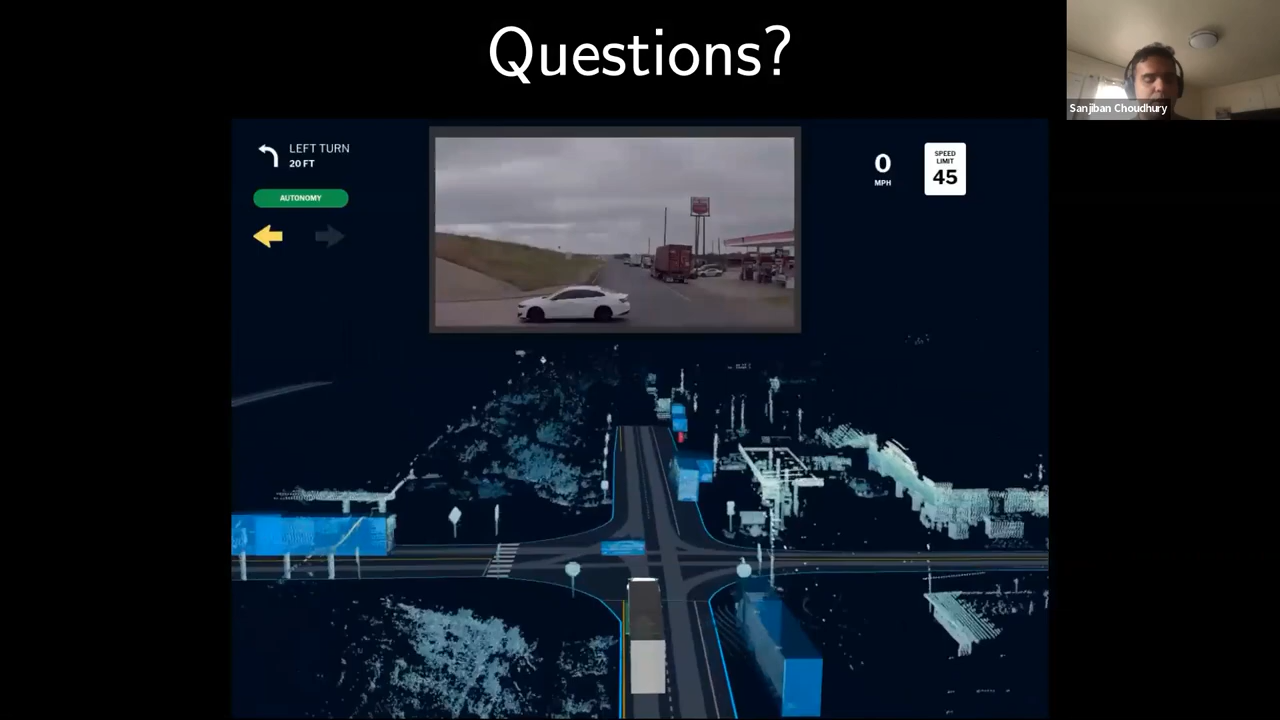 Questions?
Sanjiban Choudhury
LEFT TURN
20 FT
AUTONOMY
0
MPH
SPEED
LIMIT
45